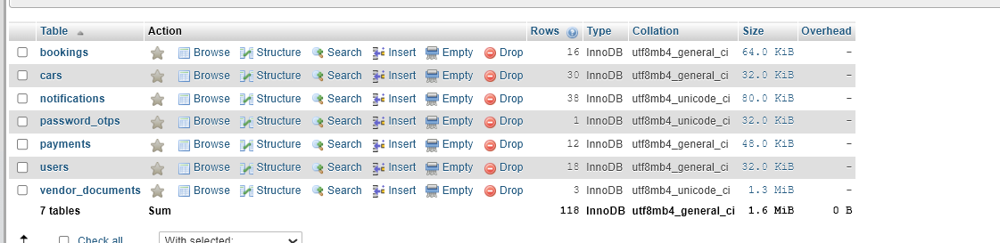 Table Action Rows Type Collation Size Overhead
bookings Browse Structure Search Insert Empty Drop 16 InnoDB utf8mb4_general_ci 64.0 KiB -
cars Browse Structure Search Insert Empty Drop 30 InnoDB utf8mb4_general_ci 32.0 KiB -
notifications Browse Structure Search Insert Empty Drop 38 InnoDB utf8mb4_unicode_ci 80.0 KiB -
password_otps Browse Structure Search Insert Empty Drop 1 InnoDB utf8mb4_general_ci 32.0 KiB -
payments Browse Structure Search Insert Empty Drop 12 InnoDB utf8mb4_general_ci 48.0 KiB -
users Browse Structure Search Insert Empty Drop 18 InnoDB utf8mb4_general_ci 32.0 KiB -
vendor_documents Browse Structure Search Insert Empty Drop 3 InnoDB utf8mb4_unicode_ci 1.3 MiB -
7 tables Sum 118 InnoDB utf8mb4_general_ci 1.6 MiB 0 B
Check all With selected: